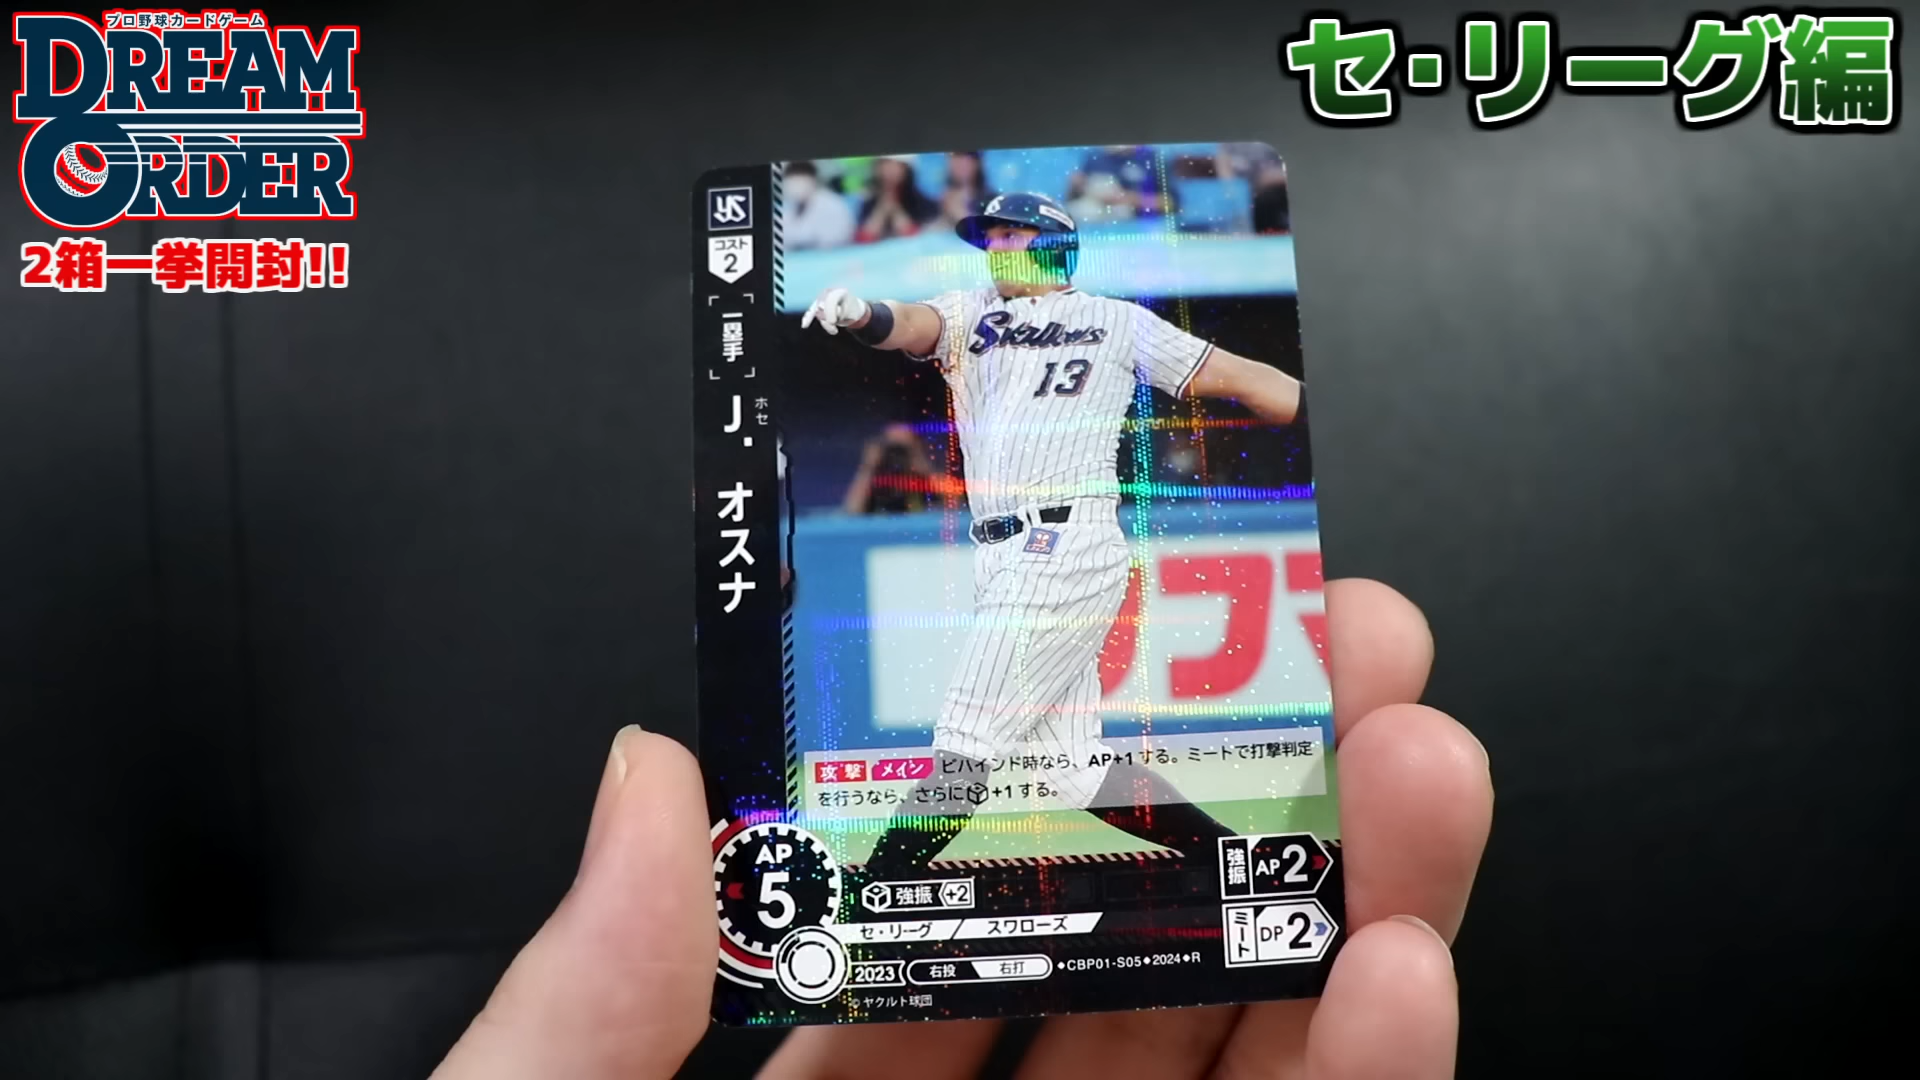 プロ野球カードゲーム
DREAM
ORDER
2箱一挙開封!!
セ・リーグ編
YS
コスト
2
一塁手
J. オスナ
ホセ
Swallows
13
攻撃 メイン ビハインド時なら、AP+1する。ミートで打撃判定
を行うなら、さらに+1する。
AP
5
強振 +2
強振 AP 2
ミート DP 2
セ・リーグ / スワローズ
2023 右投 右打 ◆CBP01-S05◆2024◆R
©ヤクルト球団